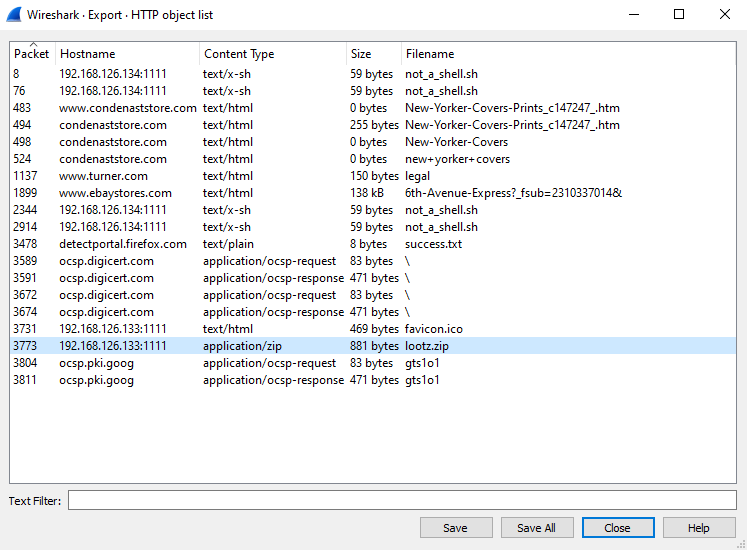 Wireshark · Export · HTTP object list
Packet Hostname Content Type Size Filename
8 192.168.126.134:1111 text/x-sh 59 bytes not_a_shell.sh
76 192.168.126.134:1111 text/x-sh 59 bytes not_a_shell.sh
483 www.condenaststore.com text/html 0 bytes New-Yorker-Covers-Prints_c147247_.htm
494 condenaststore.com text/html 255 bytes New-Yorker-Covers-Prints_c147247_.htm
498 condenaststore.com text/html 0 bytes New-Yorker-Covers
524 condenaststore.com text/html 0 bytes new+yorker+covers
1137 www.turner.com text/html 150 bytes legal
1899 www.ebaystores.com text/html 138 kB 6th-Avenue-Express?_fsub=2310337014&
2344 192.168.126.134:1111 text/x-sh 59 bytes not_a_shell.sh
2914 192.168.126.134:1111 text/x-sh 59 bytes not_a_shell.sh
3478 detectportal.firefox.com text/plain 8 bytes success.txt
3589 ocsp.digicert.com application/ocsp-request 83 bytes \
3591 ocsp.digicert.com application/ocsp-response 471 bytes \
3672 ocsp.digicert.com application/ocsp-request 83 bytes \
3674 ocsp.digicert.com application/ocsp-response 471 bytes \
3731 192.168.126.133:1111 text/html 469 bytes favicon.ico
3773 192.168.126.133:1111 application/zip 881 bytes lootz.zip
3804 ocsp.pki.goog application/ocsp-request 83 bytes gts1o1
3811 ocsp.pki.goog application/ocsp-response 471 bytes gts1o1
Text Filter:
Save Save All Close Help